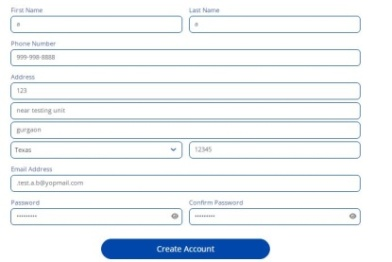 First Name Last Name
e e
Phone Number
999-998-8888
Address
123
near testing unit
gurgaon
Texas 12345
Email Address
.test.a.b@yopmail.com
Password Confirm Password
········· ·········
Create Account